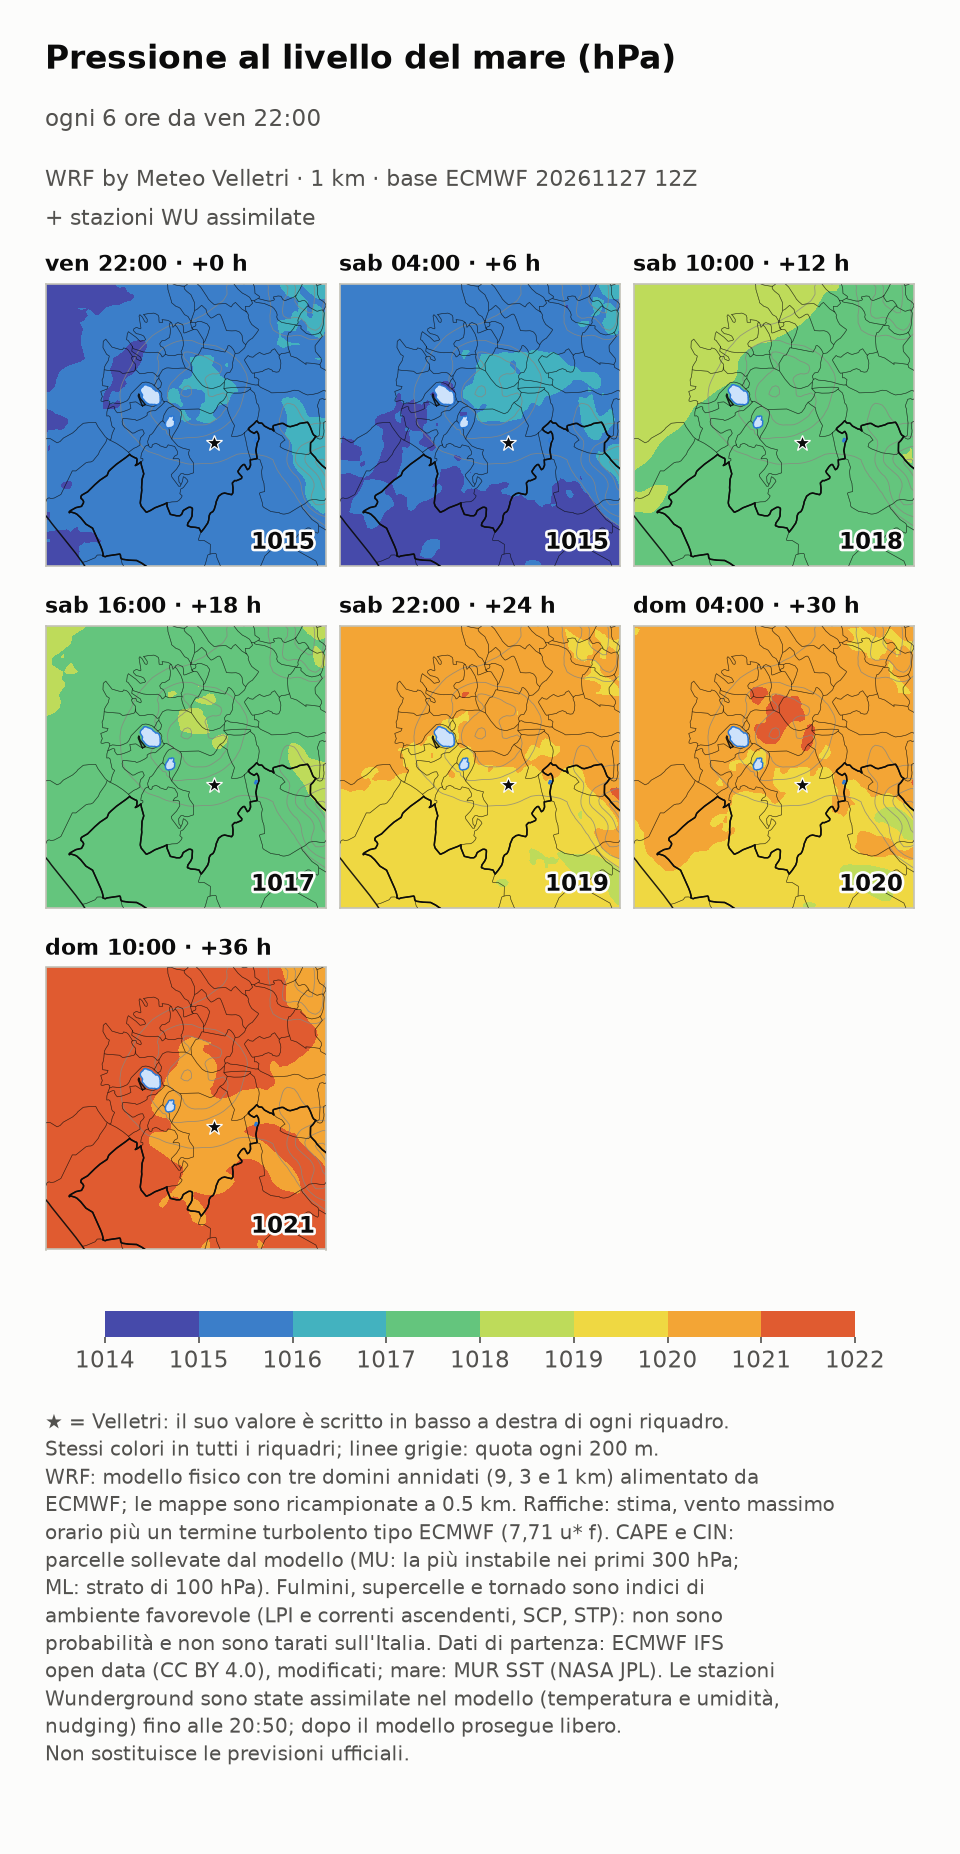 Pressione al livello del mare (hPa)
ogni 6 ore da ven 22:00
WRF by Meteo Velletri · 1 km · base ECMWF 20261127 12Z
+ stazioni WU assimilate
ven 22:00 · +0 h
sab 04:00 · +6 h
sab 10:00 · +12 h
1015
1015
1018
sab 16:00 · +18 h
sab 22:00 · +24 h
dom 04:00 · +30 h
1017
1019
1020
dom 10:00 · +36 h
1021
1014 1015 1016 1017 1018 1019 1020 1021 1022
★ = Velletri: il suo valore è scritto in basso a destra di ogni riquadro.
Stessi colori in tutti i riquadri; linee grigie: quota ogni 200 m.
WRF: modello fisico con tre domini annidati (9, 3 e 1 km) alimentato da
ECMWF; le mappe sono ricampionate a 0.5 km. Raffiche: stima, vento massimo
orario più un termine turbolento tipo ECMWF (7,71 u* f). CAPE e CIN:
parcelle sollevate dal modello (MU: la più instabile nei primi 300 hPa;
ML: strato di 100 hPa). Fulmini, supercelle e tornado sono indici di
ambiente favorevole (LPI e correnti ascendenti, SCP, STP): non sono
probabilità e non sono tarati sull'Italia. Dati di partenza: ECMWF IFS
open data (CC BY 4.0), modificati; mare: MUR SST (NASA JPL). Le stazioni
Wunderground sono state assimilate nel modello (temperatura e umidità,
nudging) fino alle 20:50; dopo il modello prosegue libero.
Non sostituisce le previsioni ufficiali.